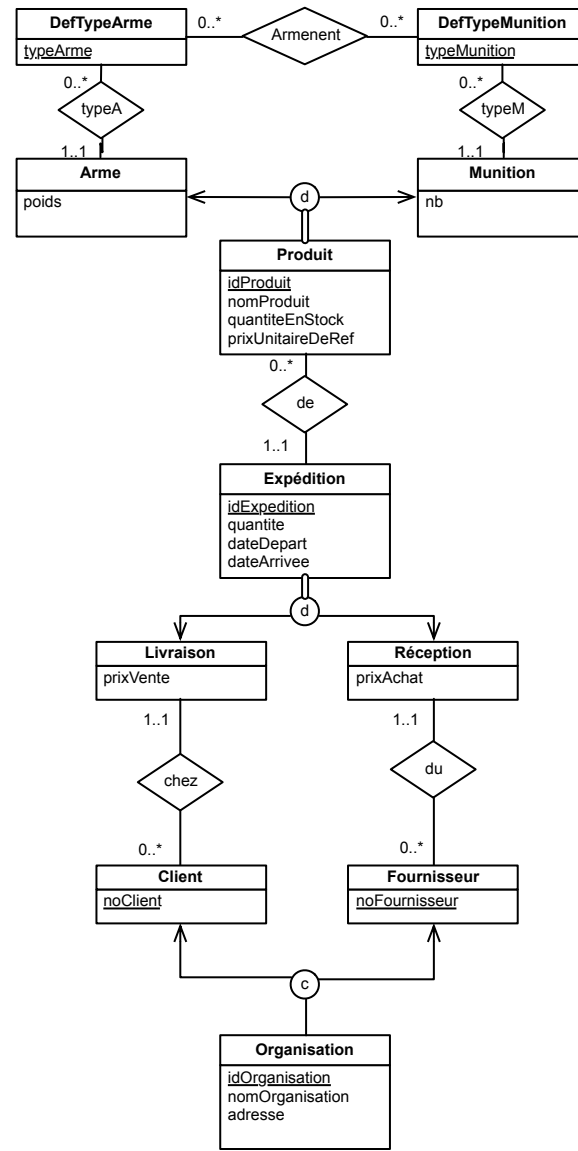 DefTypeArme
typeArme
0..*
Armenent
0..*
DefTypeMunition
typeMunition
0..*
typeA
1..1
0..*
typeM
1..1
Arme
poids
d
Munition
nb
Produit
idProduit
nomProduit
quantiteEnStock
prixUnitaireDeRef
0..*
de
1..1
Expédition
idExpedition
quantite
dateDepart
dateArrivee
d
Livraison
prixVente
Réception
prixAchat
1..1
chez
0..*
1..1
du
0..*
Client
noClient
Fournisseur
noFournisseur
c
Organisation
idOrganisation
nomOrganisation
adresse